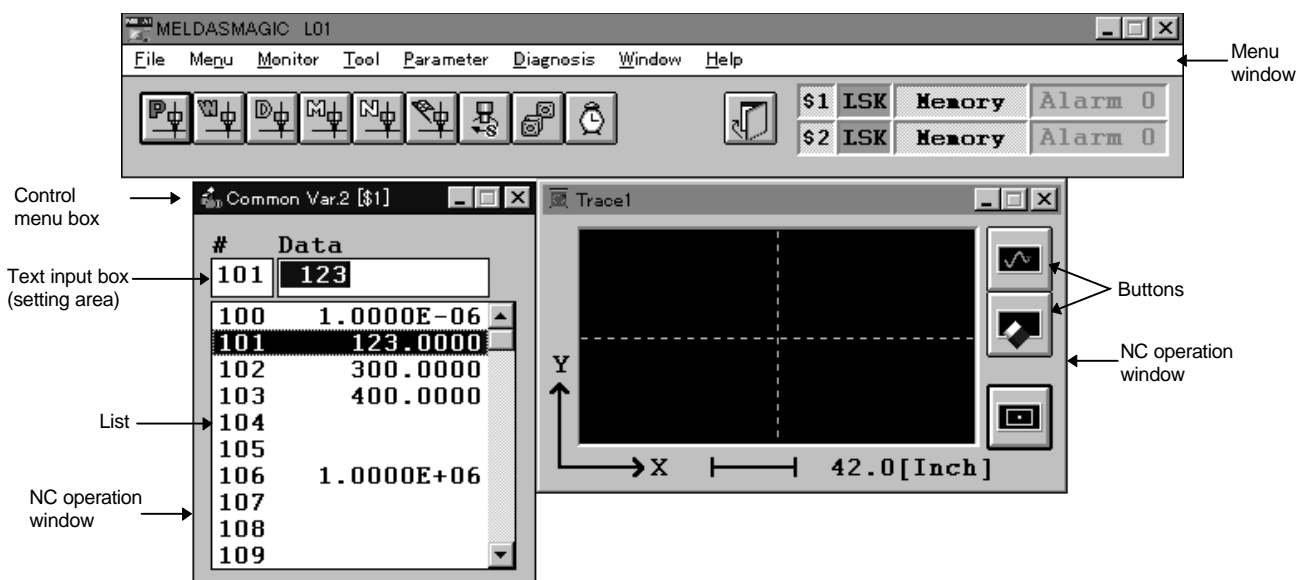 MELDASMAGIC L01
File Menu Monitor Tool Parameter Diagnosis Window Help
Menu
window
P W D M N S
$1 LSK Memory Alarm 0
$2 LSK Memory Alarm 0
Control
menu box
Common Var.2 [$1]
Trace1
# Data
Text input box
(setting area)
101 123
100 1.0000E-06
101 123.0000
102 300.0000
103 400.0000
List
104
105
106 1.0000E+06
107
108
109
NC operation
window
Buttons
NC operation
window
Y
X 42.0[Inch]